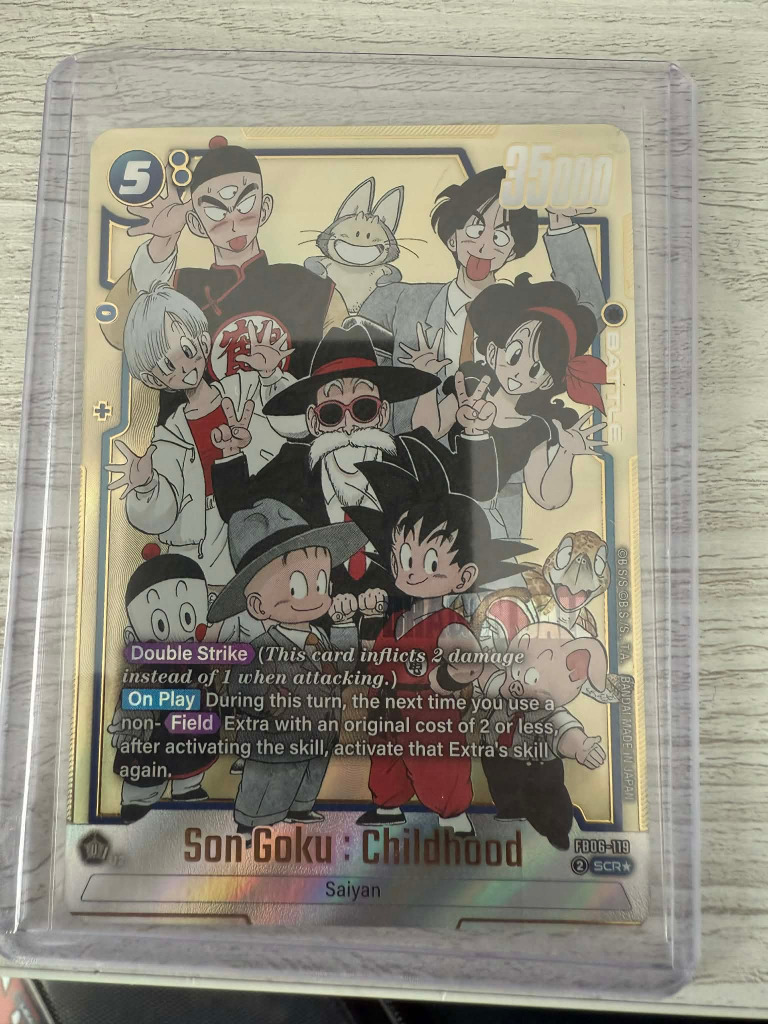 5
8
35000
BATTLE
Double Strike (This card inflicts 2 damage
instead of 1 when attacking.)
On Play During this turn, the next time you use a
non- Field Extra with an original cost of 2 or less,
after activating the skill, activate that Extra's skill
again.
©B.S/S ©B.S/S., T.A. BANDAI MADE IN JAPAN
Son Goku : Childhood
FB06-119
2 SCR★
Saiyan